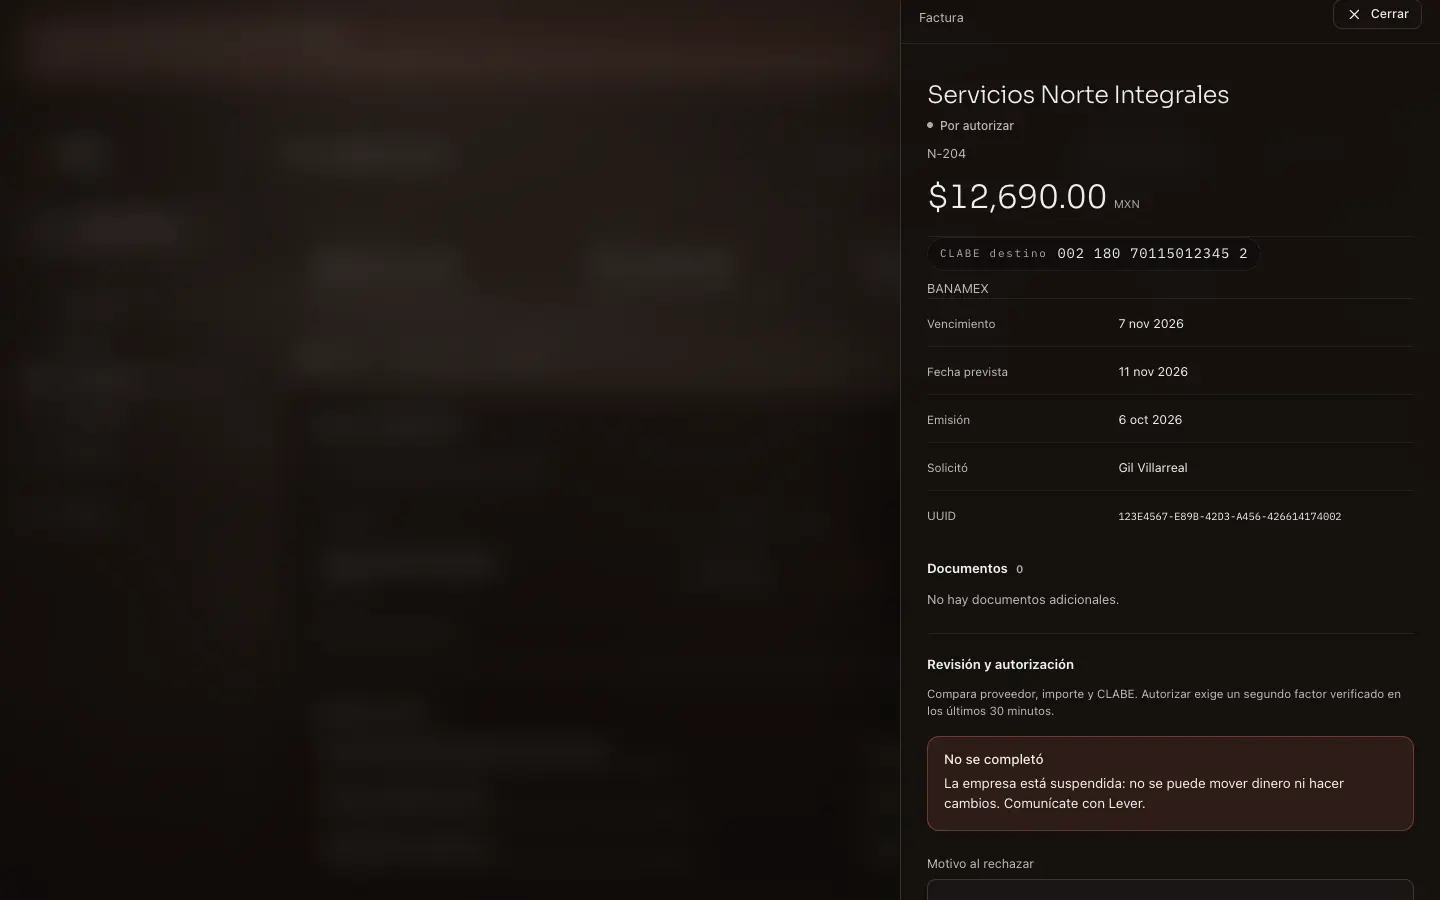 Factura
Cerrar
Servicios Norte Integrales
Por autorizar
N-204
$12,690.00 MXN
CLABE destino 002 180 70115012345 2
BANAMEX
Vencimiento 7 nov 2026
Fecha prevista 11 nov 2026
Emisión 6 oct 2026
Solicitó Gil Villarreal
UUID 123E4567-E89B-42D3-A456-426614174002
Documentos 0
No hay documentos adicionales.
Revisión y autorización
Compara proveedor, importe y CLABE. Autorizar exige un segundo factor verificado en
los últimos 30 minutos.
No se completó
La empresa está suspendida: no se puede mover dinero ni hacer
cambios. Comunícate con Lever.
Motivo al rechazar